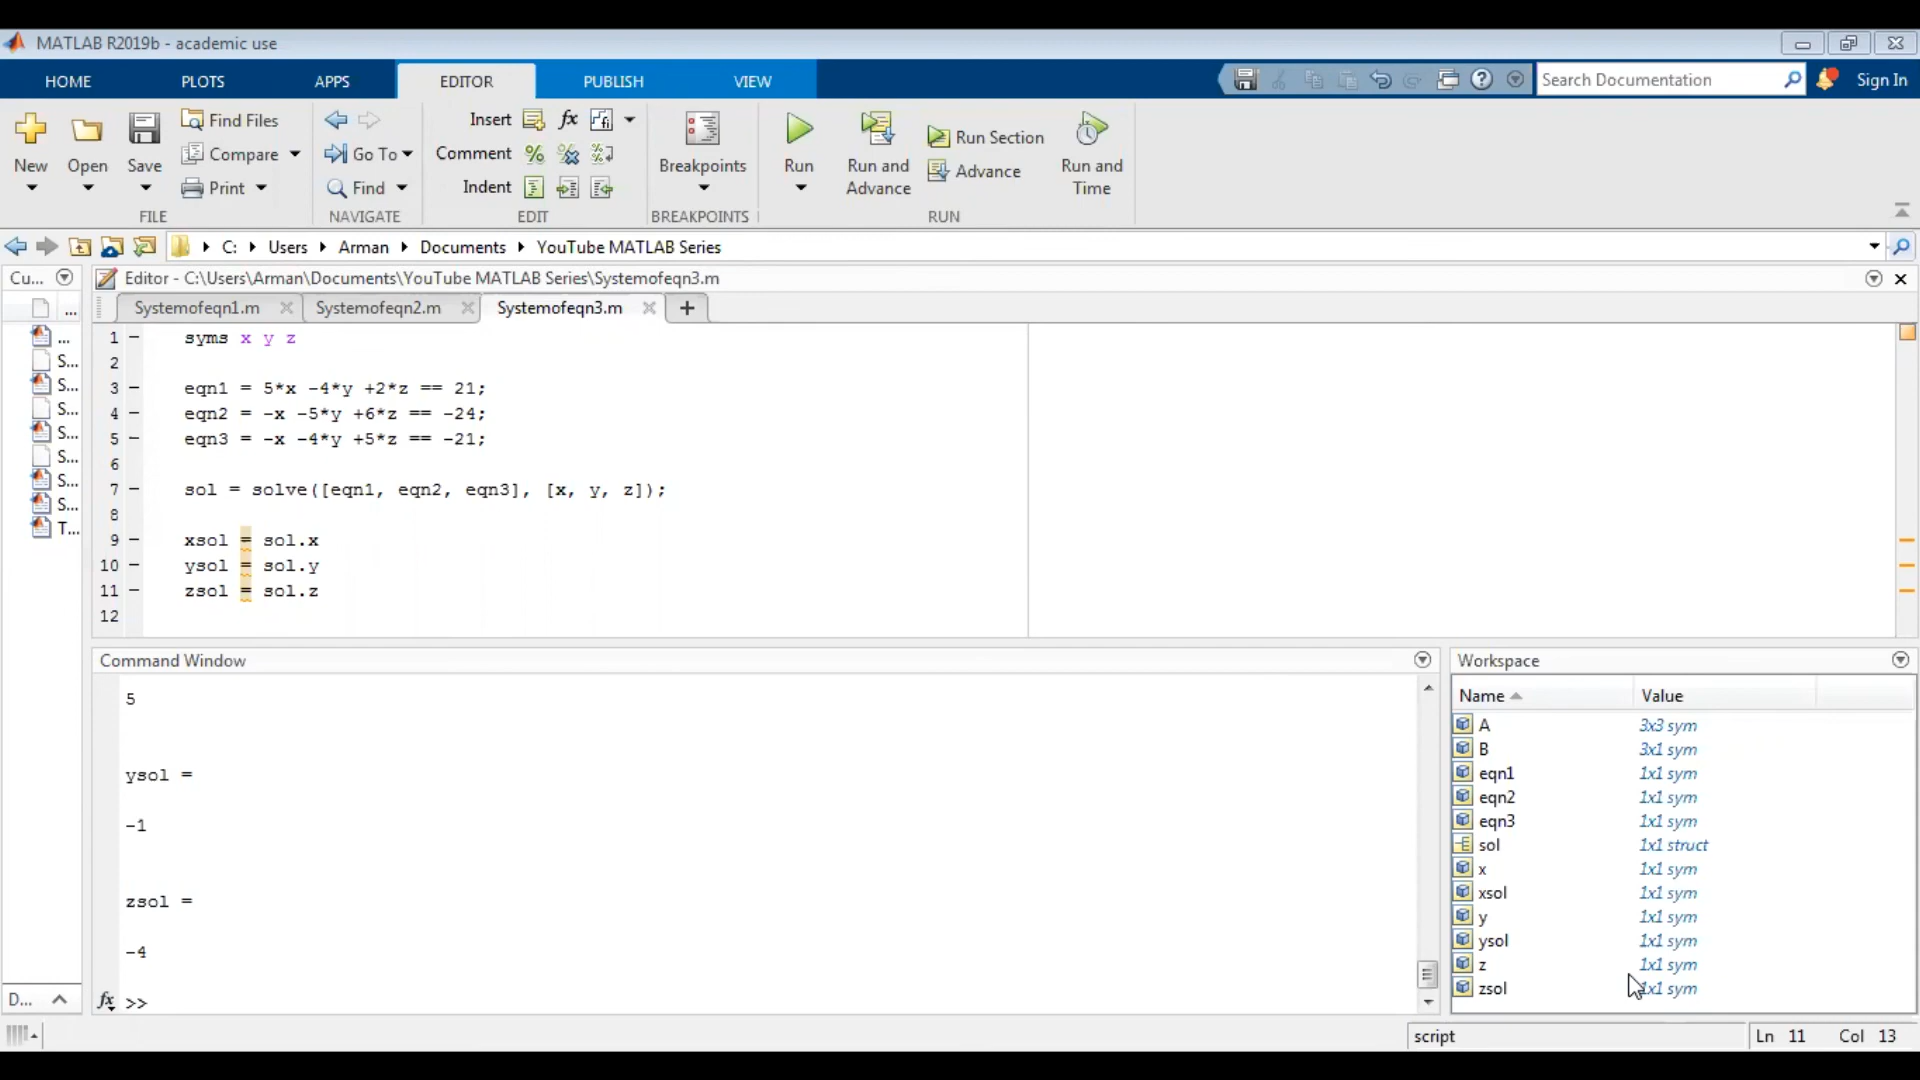 MATLAB R2019b - academic use
HOME PLOTS APPS EDITOR PUBLISH VIEW
Search Documentation
Sign In
New
Open
Save
Find Files
Compare
Print
FILE
Go To
Find
NAVIGATE
Insert fx
Comment %
Indent
EDIT
Breakpoints
BREAKPOINTS
Run
Run and Advance
Run Section
Advance
Run and Time
RUN
C: Users Arman Documents YouTube MATLAB Series
Cu...
...
...
S...
S...
S...
S...
S...
S...
S...
T...
D...
Editor - C:\Users\Arman\Documents\YouTube MATLAB Series\Systemofeqn3.m
Systemofeqn1.m Systemofeqn2.m Systemofeqn3.m +
1 - syms x y z
2
3 - eqn1 = 5*x -4*y +2*z == 21;
4 - eqn2 = -x -5*y +6*z == -24;
5 - eqn3 = -x -4*y +5*z == -21;
6
7 - sol = solve([eqn1, eqn2, eqn3], [x, y, z]);
8
9 - xsol = sol.x
10 - ysol = sol.y
11 - zsol = sol.z
12
Command Window
5
ysol =
-1
zsol =
-4
fx >>
Workspace
Name Value
A 3x3 sym
B 3x1 sym
eqn1 1x1 sym
eqn2 1x1 sym
eqn3 1x1 sym
sol 1x1 struct
x 1x1 sym
xsol 1x1 sym
y 1x1 sym
ysol 1x1 sym
z 1x1 sym
zsol 1x1 sym
script Ln 11 Col 13